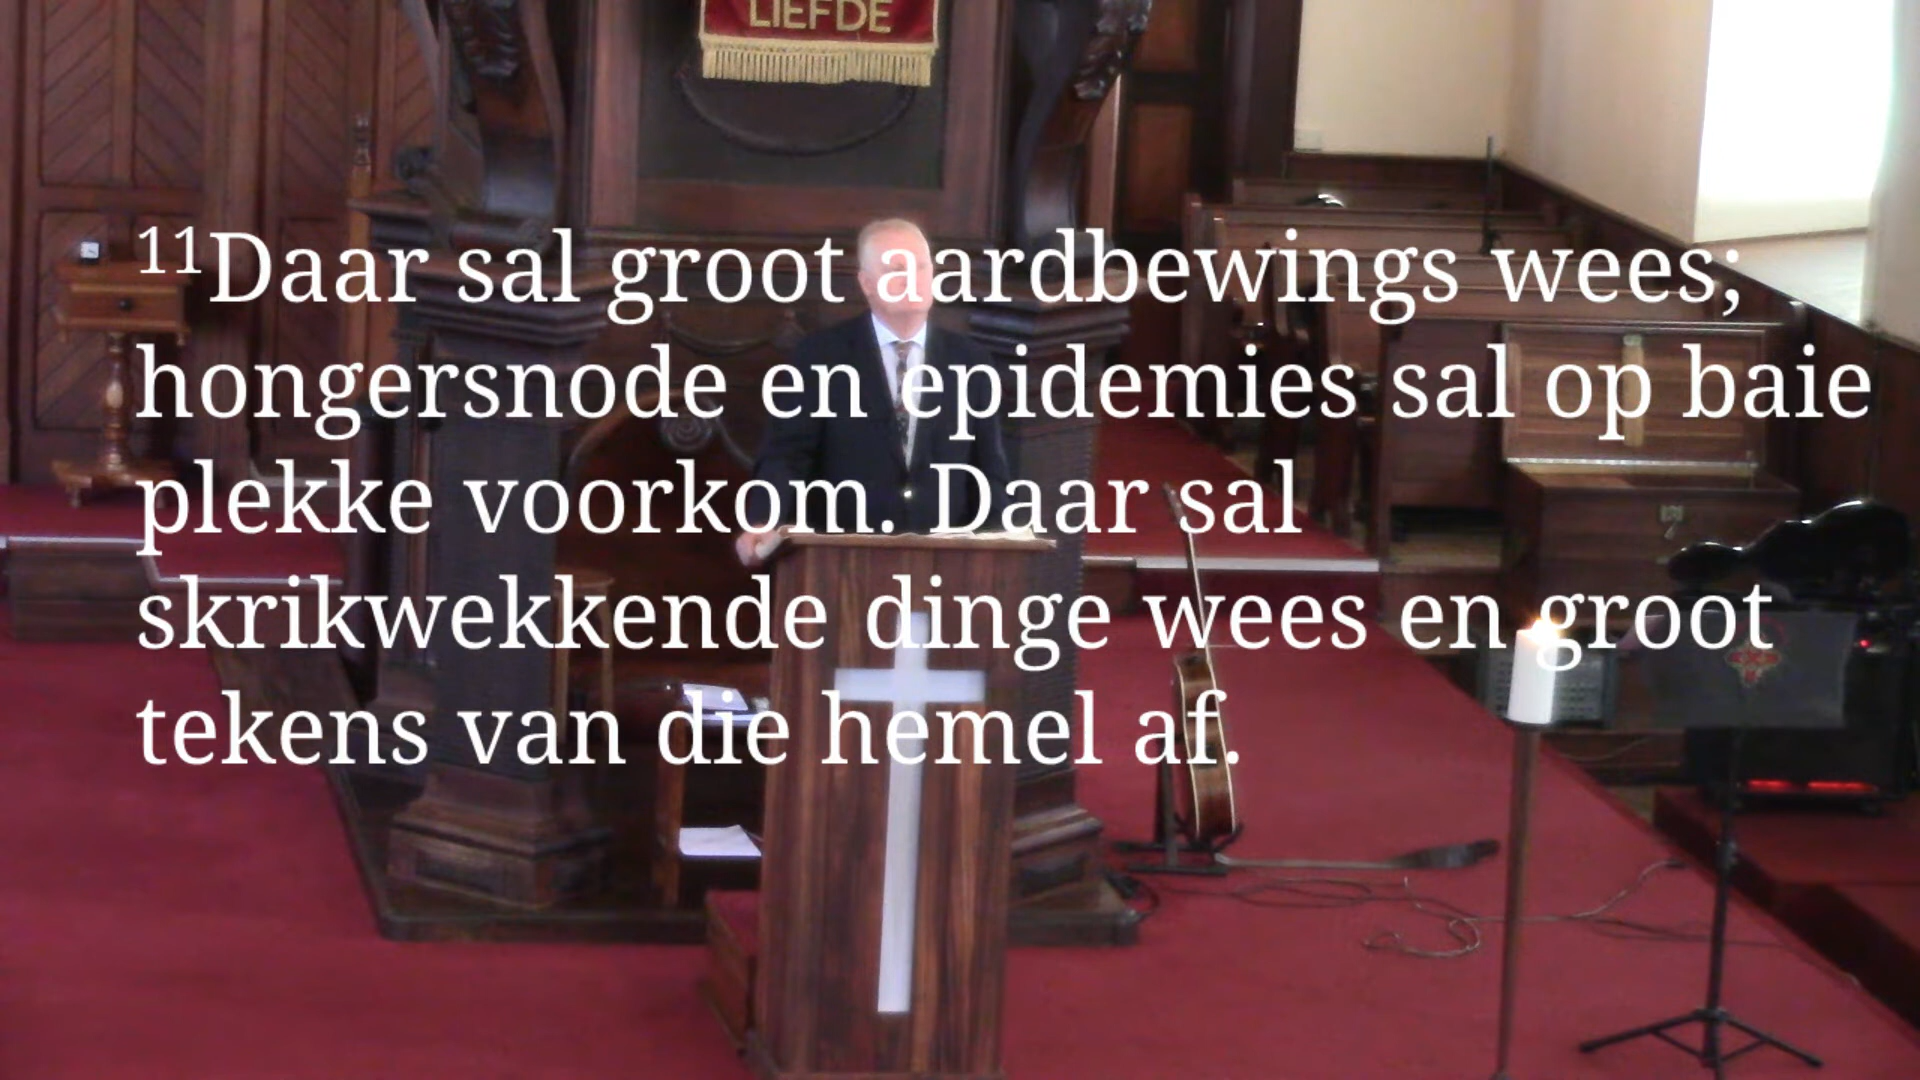 LIEFDE
¹¹Daar sal groot aardbewings wees;
hongersnode en epidemies sal op baie
plekke voorkom. Daar sal
skrikwekkende dinge wees en groot
tekens van die hemel af.